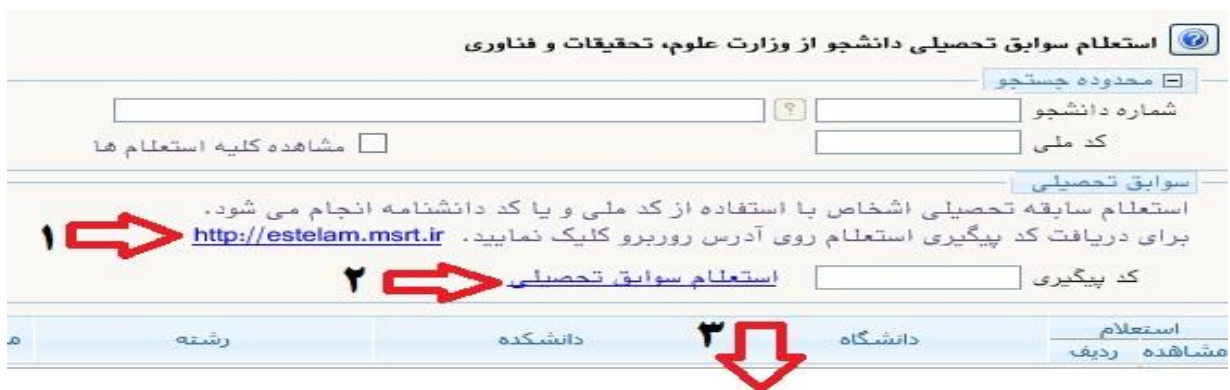 استعلام سوابق تحصیلی دانشجو از وزارت علوم، تحقیقات و فناوری
محدوده جستجو
شماره دانشجو ?
کد ملی مشاهده کلیه استعلام ها
سوابق تحصیلی
استعلام سابقه تحصیلی اشخاص با استفاده از کد ملی و یا کد دانشنامه انجام می شود.
برای دریافت کد پیگیری استعلام روی آدرس روربرو کلیک نمایید. http://estelam.msrt.ir ۱
کد پیگیری استعلام سوابق تحصیلی ۲
استعلام
مشاهده ردیف دانشگاه ۳ دانشکده رشته